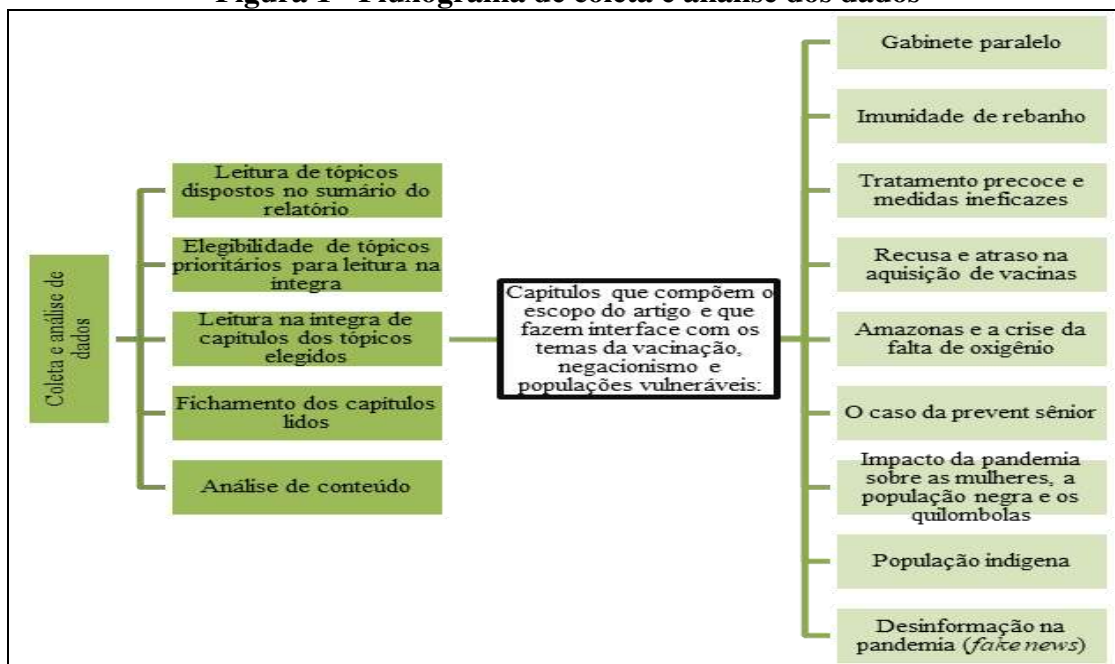 Figura 1 - Fluxograma de coleta e análise dos dados
Coleta e análise de
dados
Leitura de tópicos
dispostos no sumário do
relatório
Elegibilidade de tópicos
prioritários para leitura na
integra
Leitura na integra de
capitulos dos tópicos
elegidos
Fichamento dos capitulos
lidos
Análise de conteúdo
Capitulos que compõem o
escopo do artigo e que
fazem interface com os
temas da vacinação,
negacionismo e
populações vulneráveis:
Gabinete paralelo
Imunidade de rebanho
Tratamento precoce e
medidas ineficazes
Recusa e atraso na
aquisição de vacinas
Amazonas e a crise da
falta de oxigênio
O caso da prevent sênior
Impacto da pandemia
sobre as mulheres, a
população negra e os
quilombolas
População indígena
Desinformação na
pandemia (fake news)